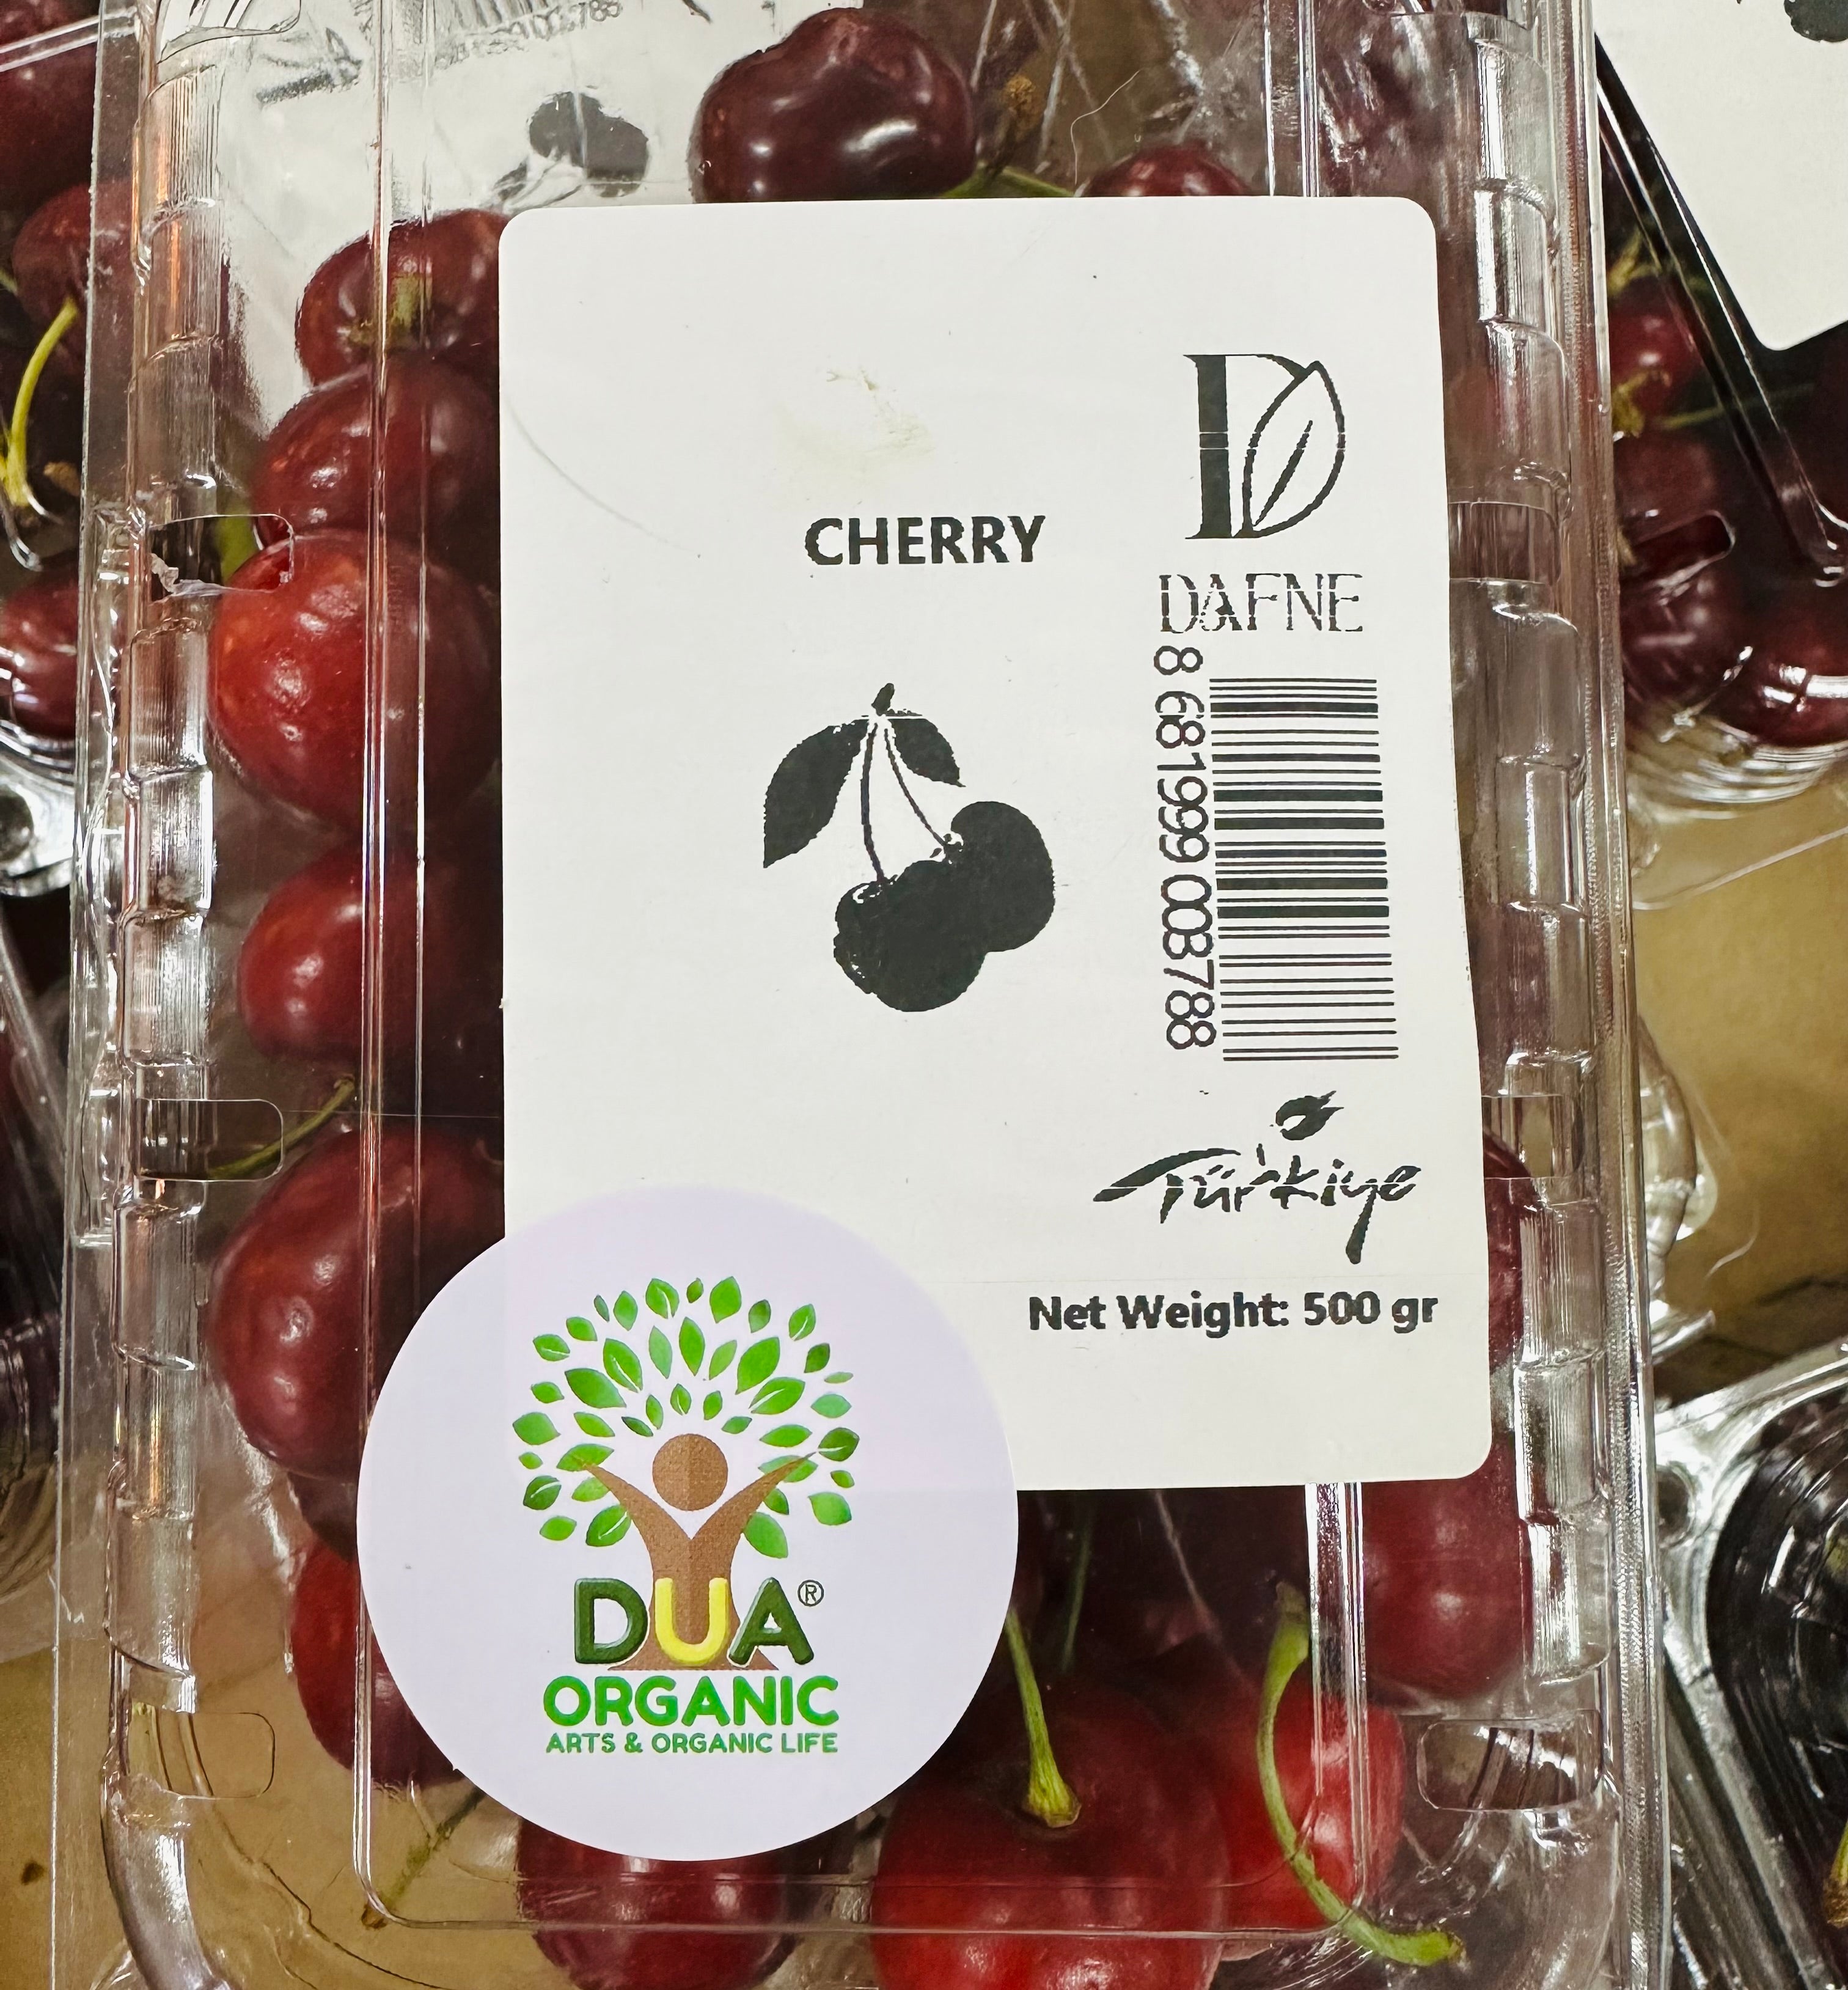 CHERRY
D
DAFNE
8 681999 003788
Türkiye
Net Weight: 500 gr
DUA®
ORGANIC
ARTS & ORGANIC LIFE